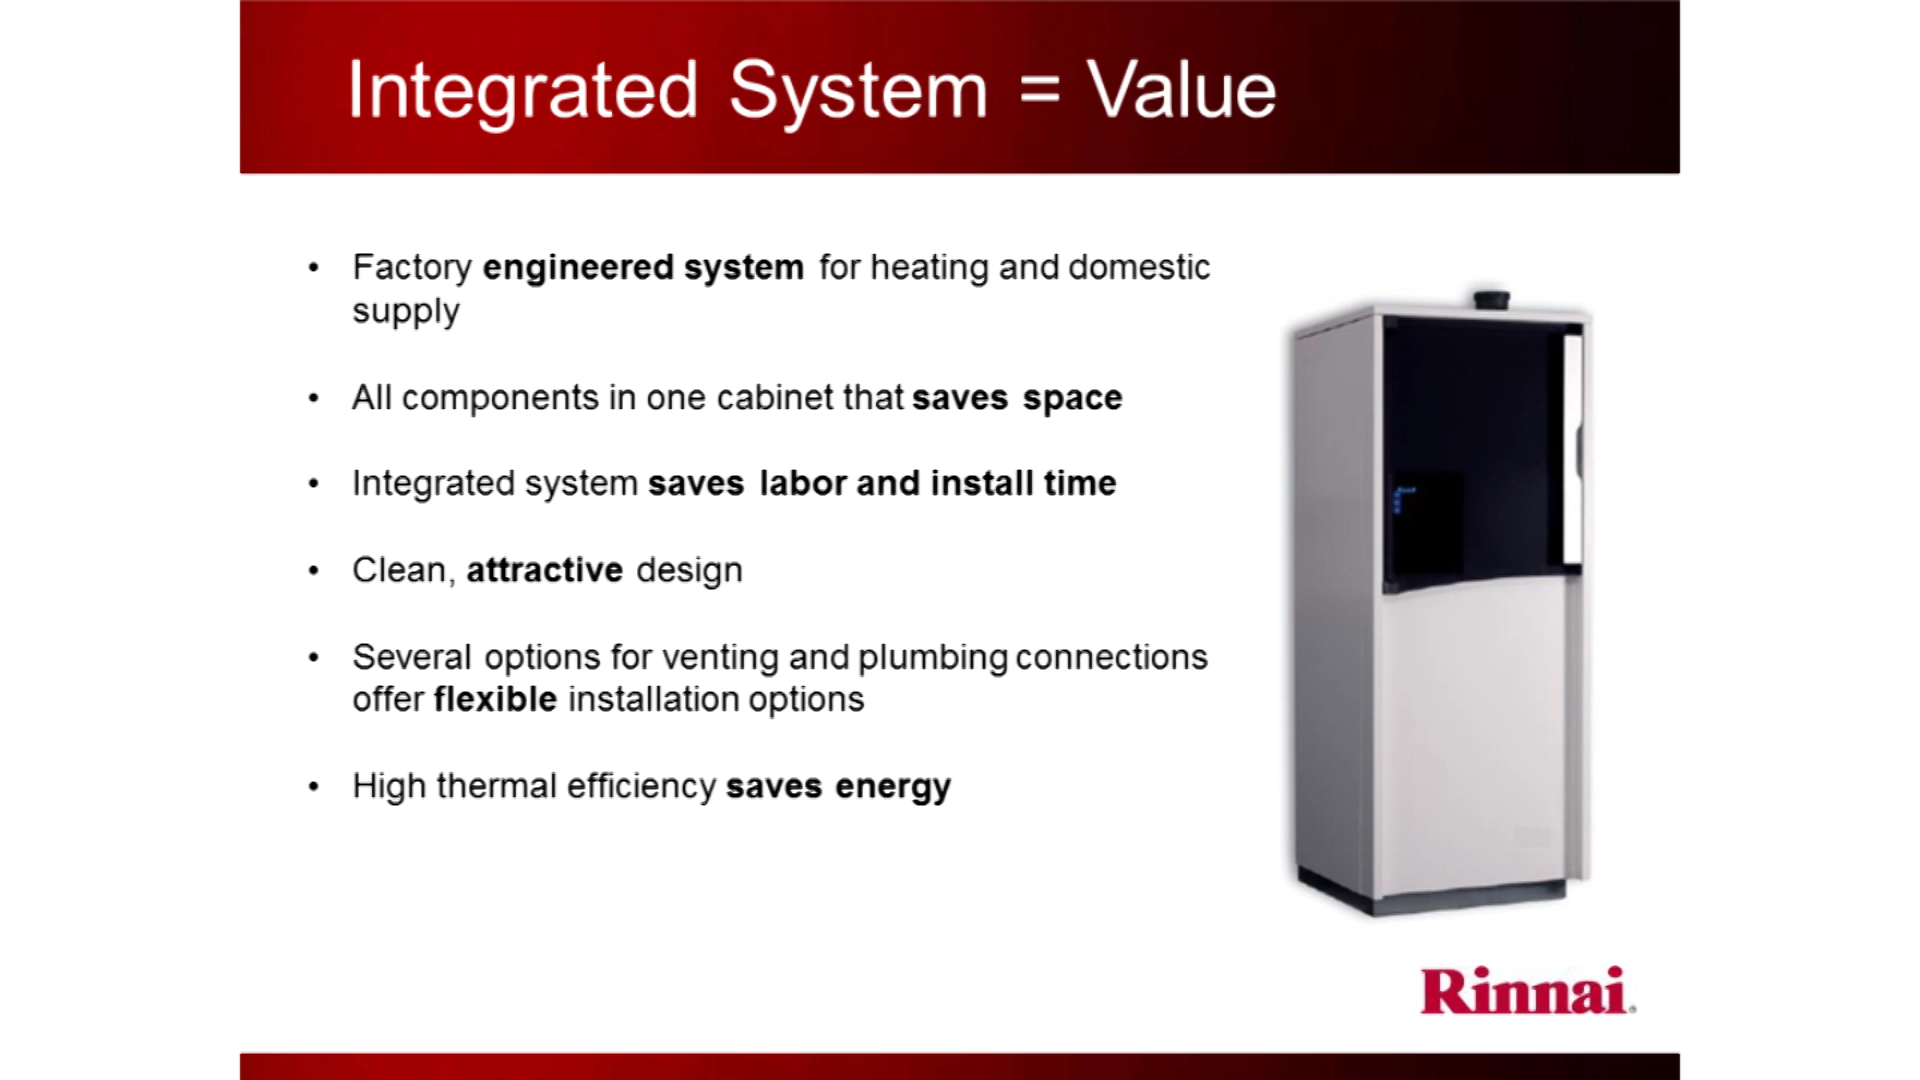 Integrated System = Value
• Factory engineered system for heating and domestic
supply
• All components in one cabinet that saves space
• Integrated system saves labor and install time
• Clean, attractive design
• Several options for venting and plumbing connections
offer flexible installation options
• High thermal efficiency saves energy
Rinnai®